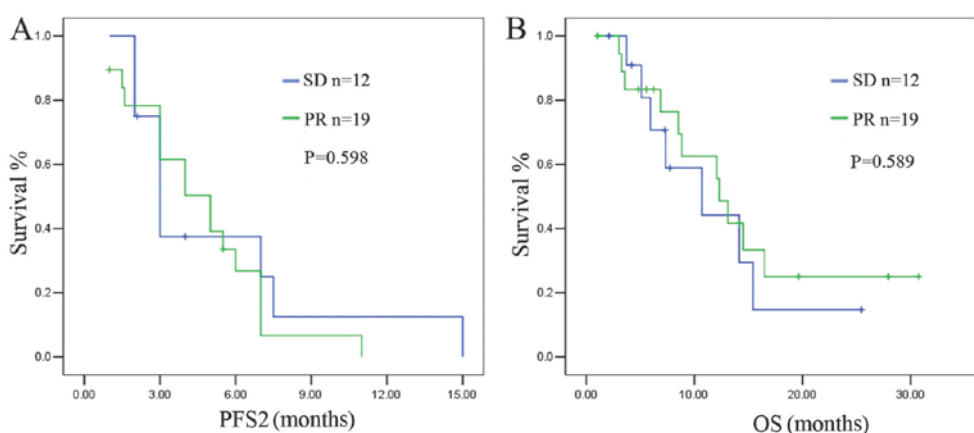 A
Survival %
1.0
0.8
0.6
0.4
0.2
0.0
SD n=12
PR n=19
P=0.598
0.00 3.00 6.00 9.00 12.00 15.00
PFS2 (months)
B
Survival %
1.0
0.8
0.6
0.4
0.2
0.0
SD n=12
PR n=19
P=0.589
0.00 10.00 20.00 30.00
OS (months)